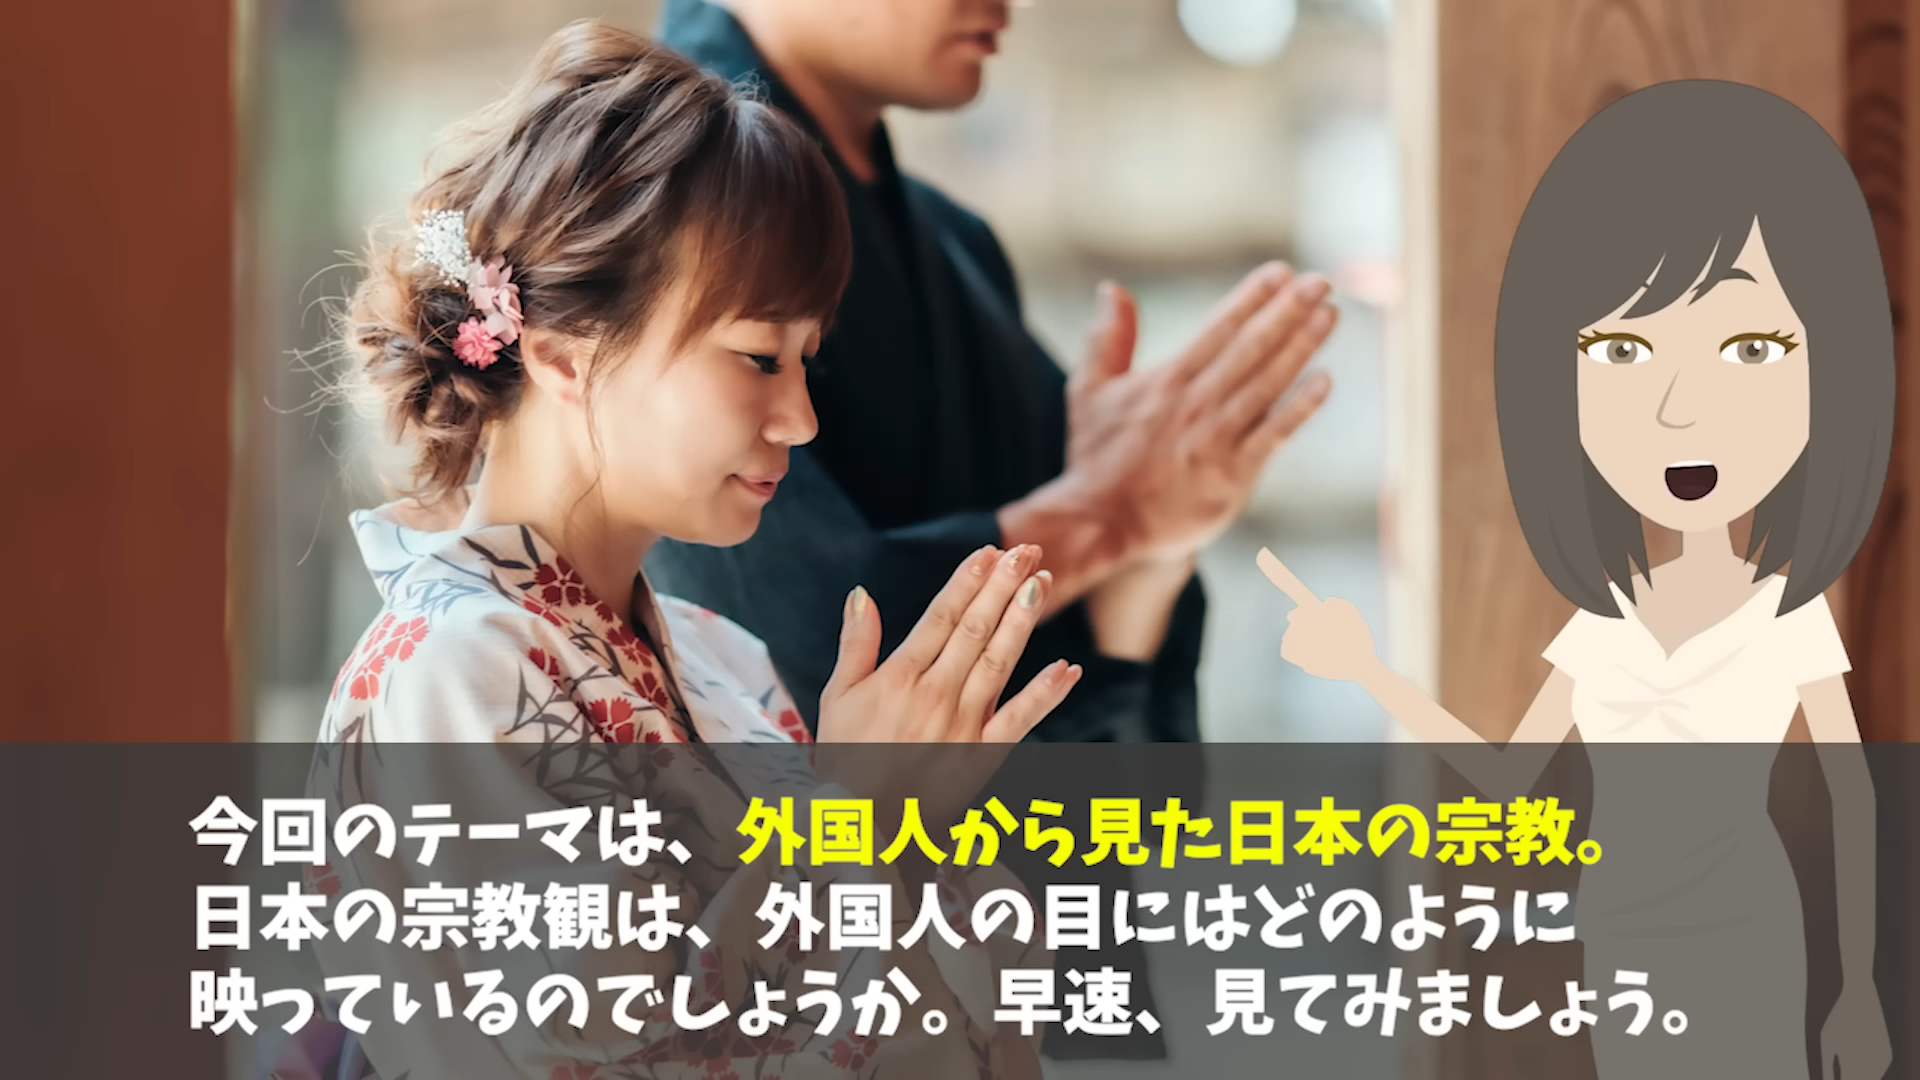 今回のテーマは、外国人から見た日本の宗教。
日本の宗教観は、外国人の目にはどのように
映っているのでしょうか。早速、見てみましょう。